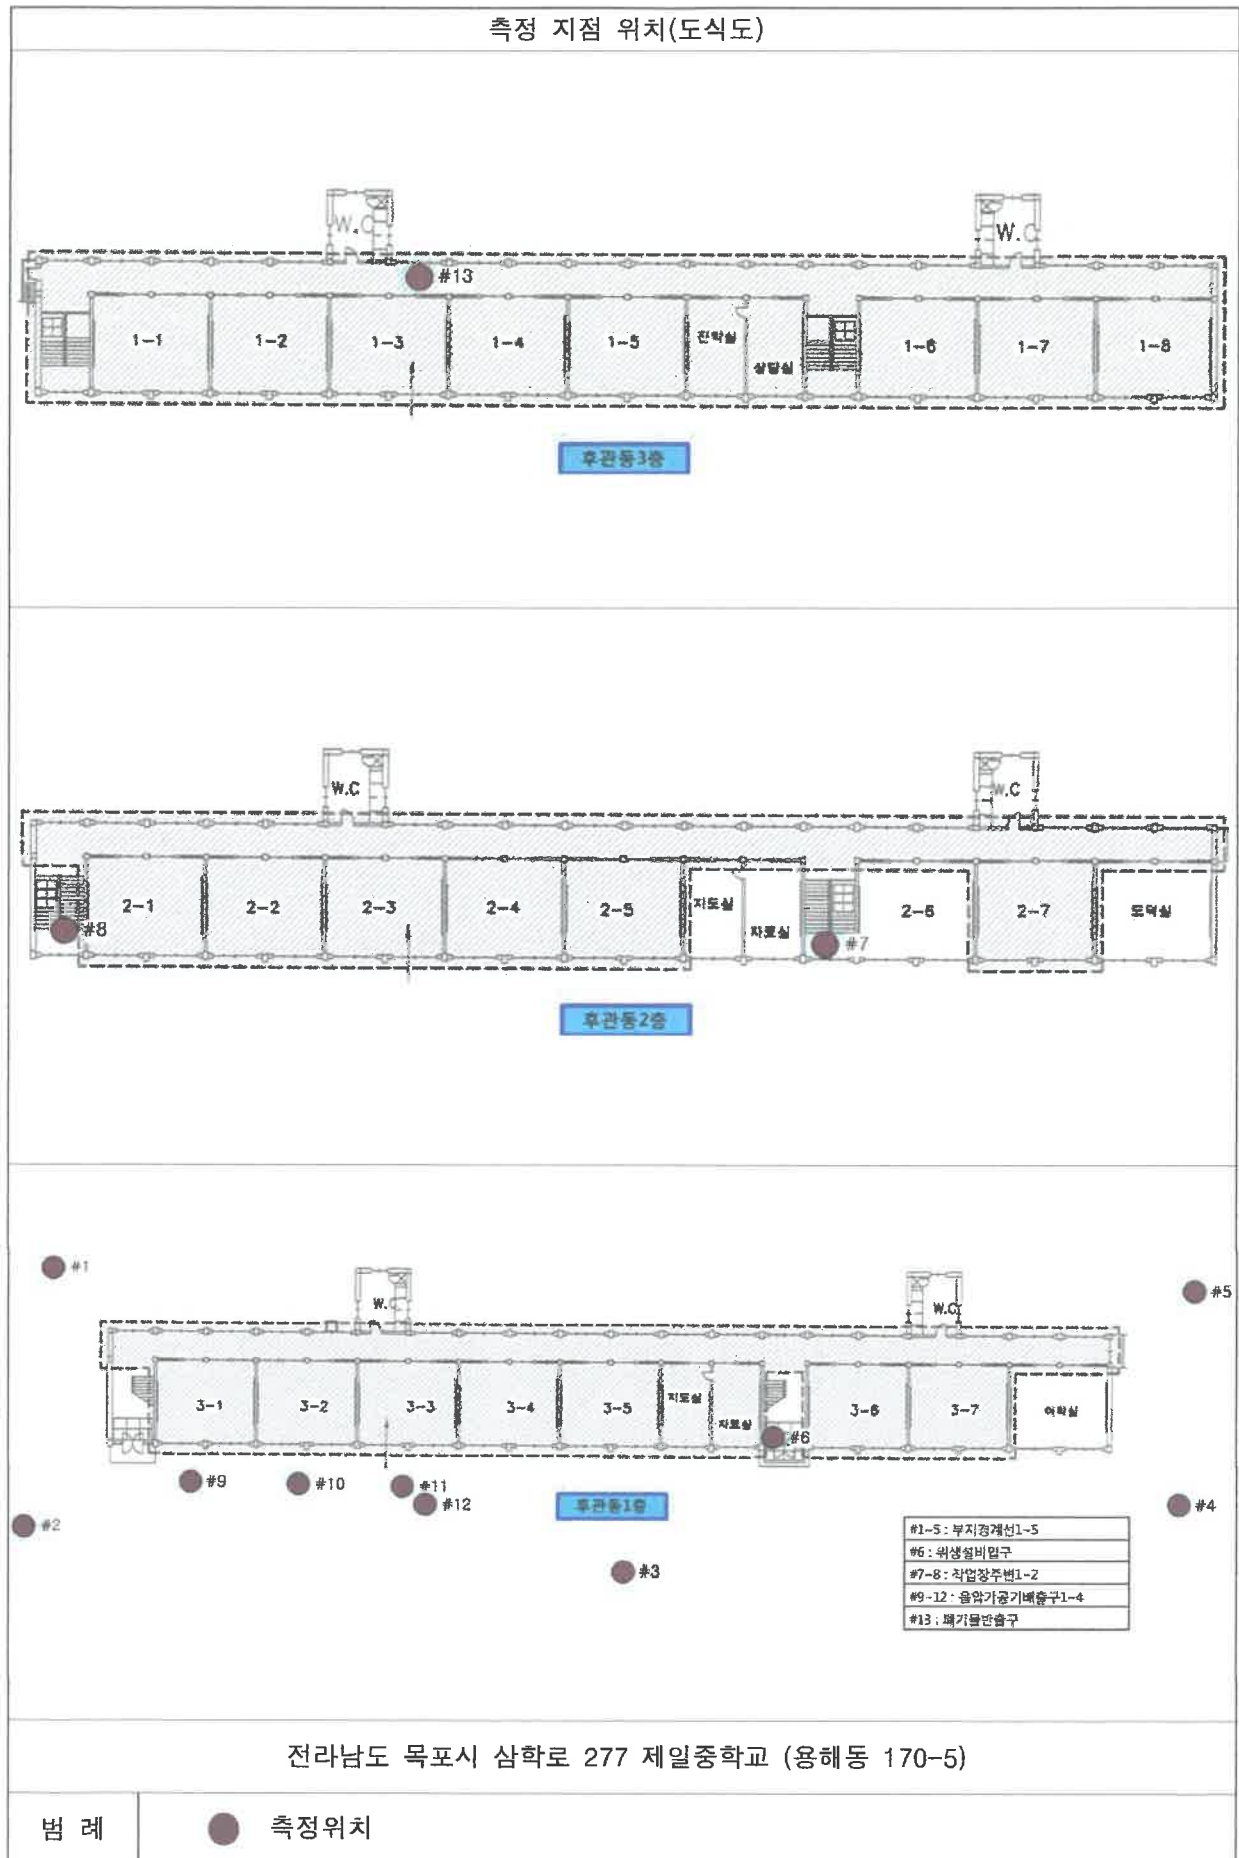 측정 지점 위치(도식도)
W.C
W.C
#13
1-1
1-2
1-3
1-4
1-5
상담실
1-6
1-7
1-8
후관동3층
W.C
W.C
2-1
2-2
2-3
2-4
2-5
지도실
자료실
2-6
2-7
도덕실
#8
#7
후관동2층
#1
#5
W.C
W.C
3-1
3-2
3-3
3-4
3-5
지도실
자료실
3-6
3-7
어학실
#6
#9
#10
#11
#12
후관동1층
#2
#4
#3
#1-5 : 부지경계선1-5
#6 : 위생설비입구
#7-8 : 작업장주변1-2
#9-12 : 음압기공기배출구1-4
#13 : 폐기물반출구
전라남도 목포시 삼학로 277 제일중학교 (용해동 170-5)
범 례
측정위치